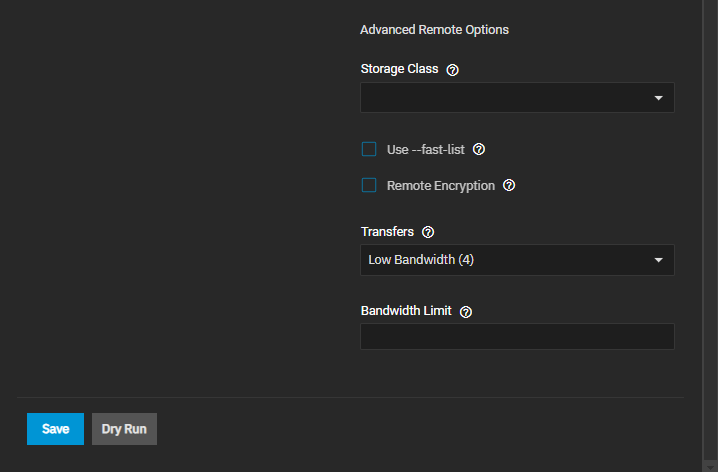 Advanced Remote Options
Storage Class
Use --fast-list
Remote Encryption
Transfers
Low Bandwidth (4)
Bandwidth Limit
Save Dry Run